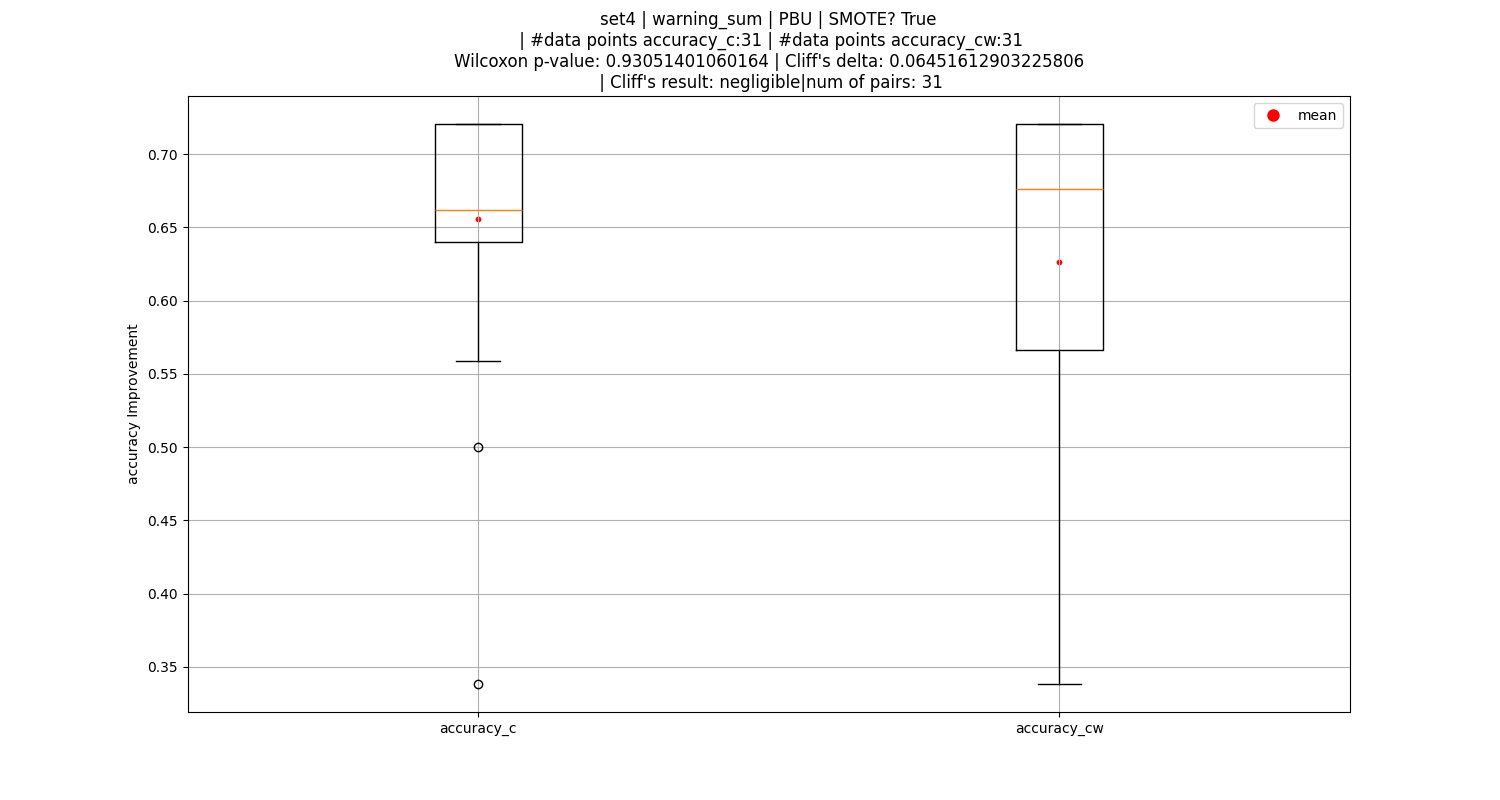 set4 | warning_sum | PBU | SMOTE? True
| #data points accuracy_c:31 | #data points accuracy_cw:31
Wilcoxon p-value: 0.93051401060164 | Cliff's delta: 0.06451612903225806
| Cliff's result: negligible|num of pairs: 31
mean
0.70
0.65
0.60
0.55
0.50
0.45
0.40
0.35
accuracy Improvement
accuracy_c
accuracy_cw